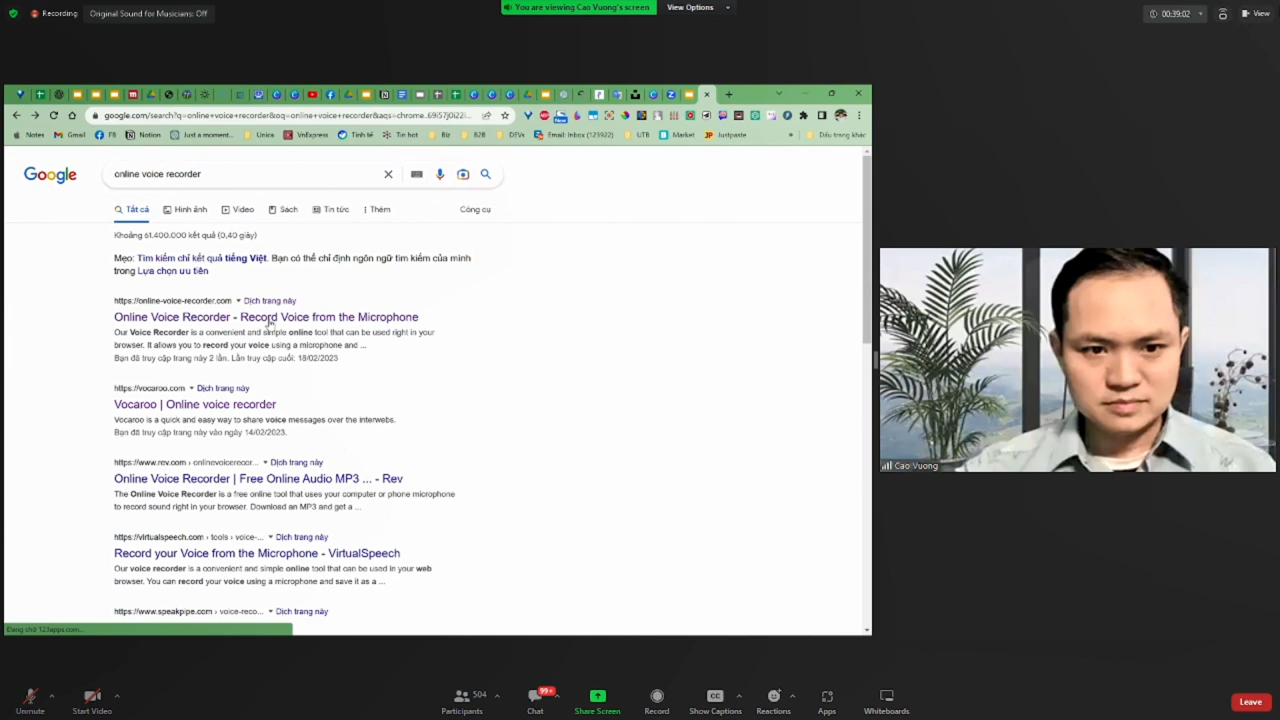 Recording
Original Sound for Musicians: Off
You are viewing Cao Vuong's screen
View Options
00:39:02
View
google.com/search?q=online+voice+recorder&oq=online+voice+recorder&aqs=chrome
Notes
Gmail
FB
Notion
Just a moment...
Unica
VnExpress
Tinh tế
Tin hot
Biz
B2B
DEVs
Email: Inbox (123922)
UTB
Market
JP Justpaste
»
Dấu trang khác
Google
online voice recorder
Tất cả
Hình ảnh
Video
Sách
Tin tức
Thêm
Công cụ
Khoảng 61.400.000 kết quả (0,40 giây)
Mẹo: Tìm kiếm chỉ kết quả tiếng Việt. Bạn có thể chỉ định ngôn ngữ tìm kiếm của mình
trong Lựa chọn ưu tiên
https://online-voice-recorder.com Dịch trang này
Online Voice Recorder - Record Voice from the Microphone
Our Voice Recorder is a convenient and simple online tool that can be used right in your
browser. It allows you to record your voice using a microphone and ...
Bạn đã truy cập trang này 2 lần. Lần truy cập cuối: 18/02/2023
https://vocaroo.com Dịch trang này
Vocaroo | Online voice recorder
Vocaroo is a quick and easy way to share voice messages over the interwebs.
Bạn đã truy cập trang này vào ngày 14/02/2023.
https://www.rev.com › onlinevoicerecor... Dịch trang này
Online Voice Recorder | Free Online Audio MP3 ... - Rev
The Online Voice Recorder is a free online tool that uses your computer or phone microphone
to record sound right in your browser. Download an MP3 and get a ...
https://virtualspeech.com › tools › voice-... Dịch trang này
Record your Voice from the Microphone - VirtualSpeech
Our voice recorder is a convenient and simple online tool that can be used in your web
browser. You can record your voice using a microphone and save it as a ...
https://www.speakpipe.com › voice-reco... Dịch trang này
Đang chờ 123apps.com...
Cao Vuong
Unmute
Start Video
504
Participants
99+
Chat
Share Screen
Record
CC
Show Captions
Reactions
Apps
Whiteboards
Leave